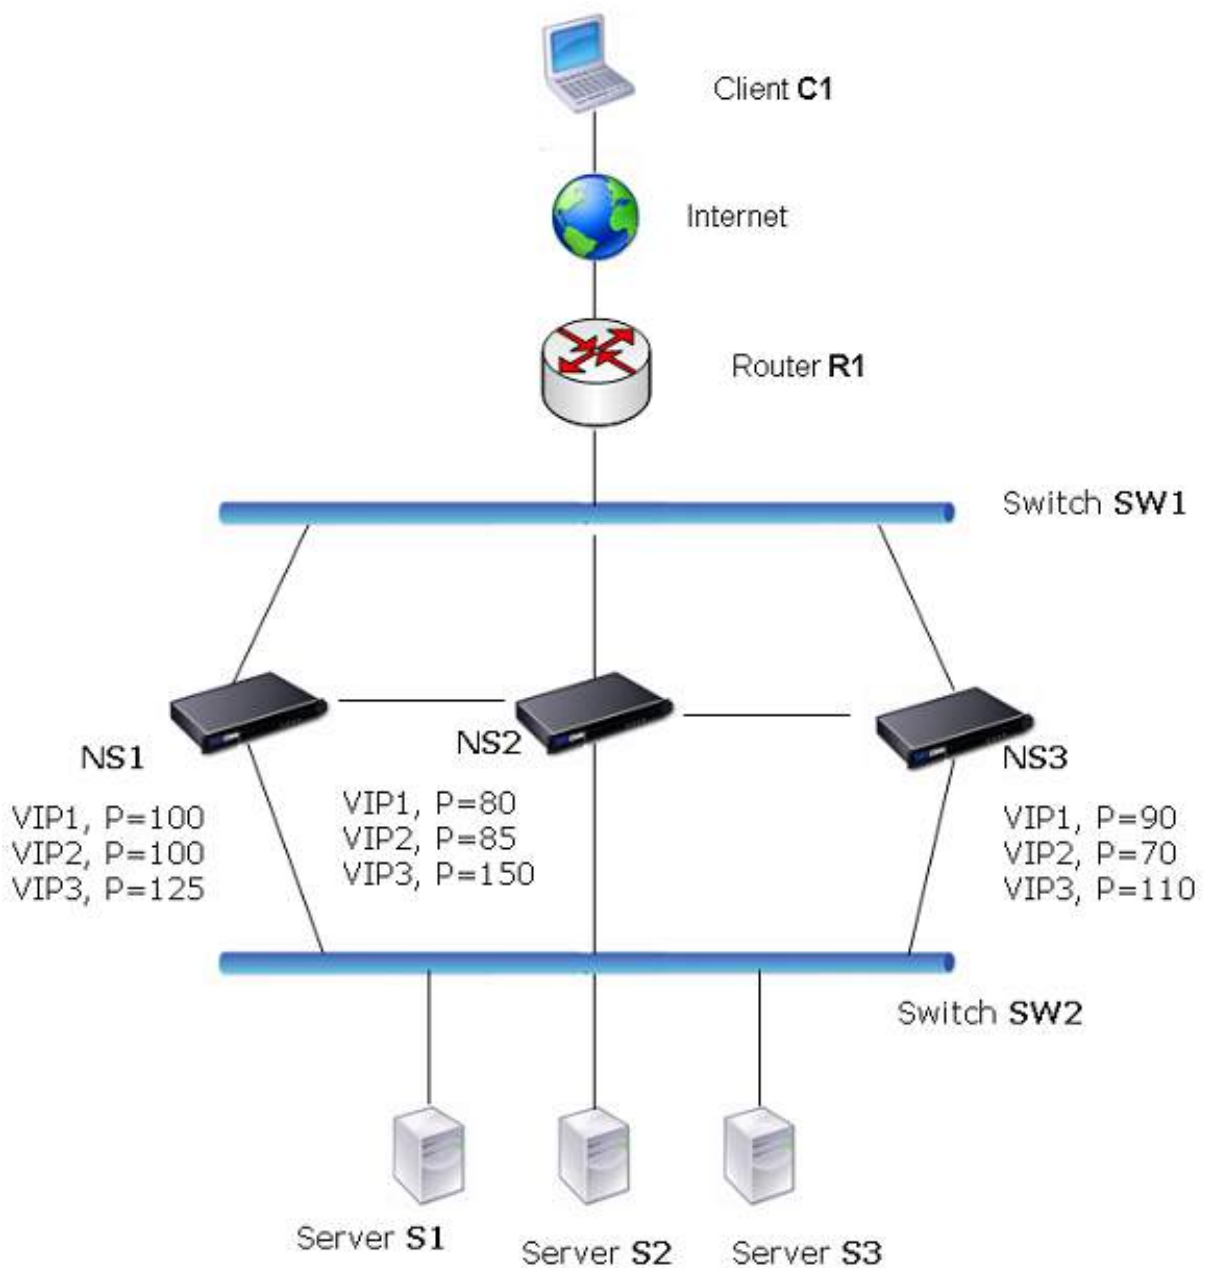 Client C1
Internet
Router R1
Switch SW1
NS1
VIP1, P=100
VIP2, P=100
VIP3, P=125
NS2
VIP1, P=80
VIP2, P=85
VIP3, P=150
NS3
VIP1, P=90
VIP2, P=70
VIP3, P=110
Switch SW2
Server S1
Server S2
Server S3